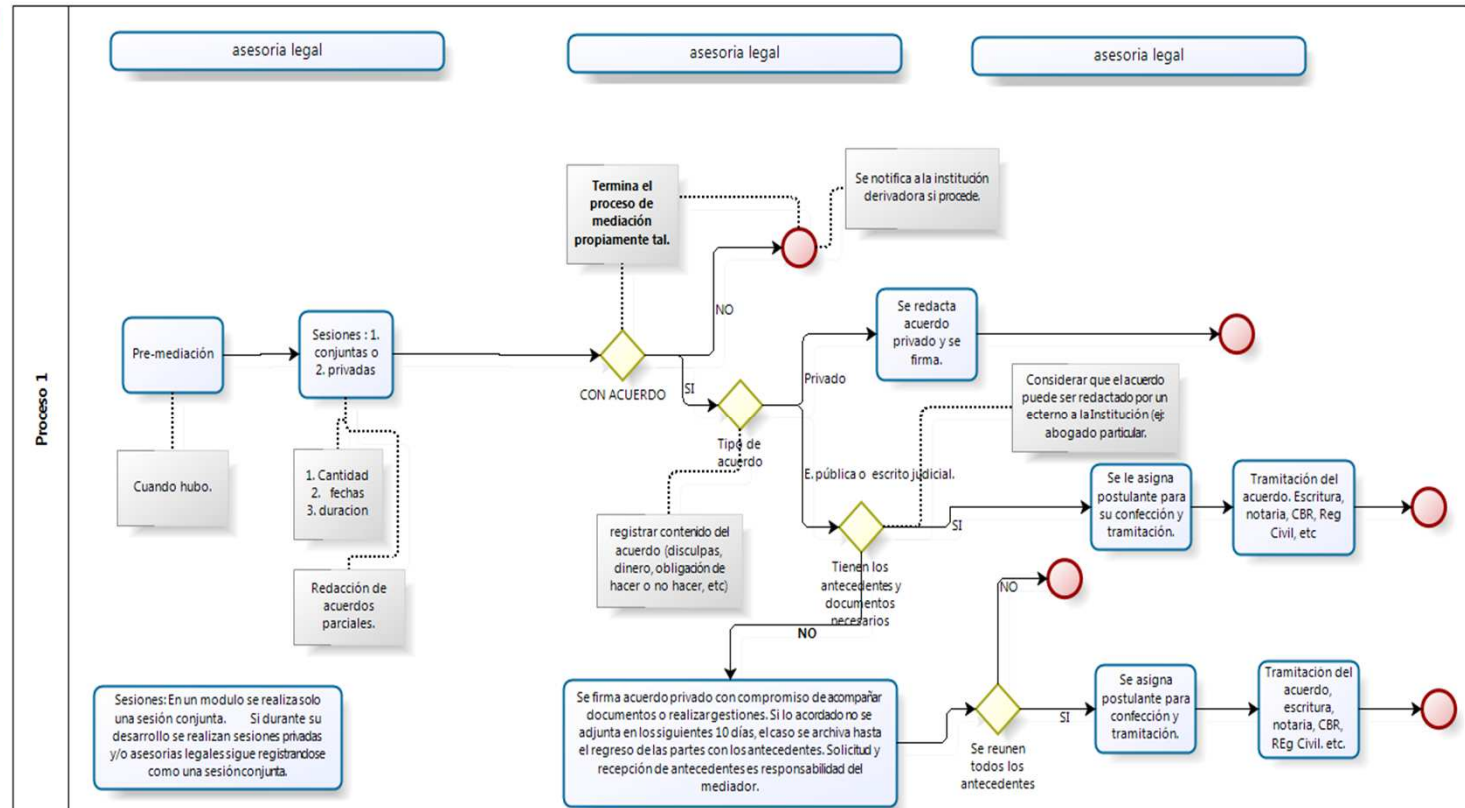 asesoria legal
asesoria legal
asesoria legal
Proceso 1
Termina el
proceso de
mediación
propiamente tal.
Se notifica a la institución
derivadora si procede.
NO
Pre-mediación
Sesiones : 1.
conjuntas o
2. privadas
CON ACUERDO
SI
Se redacta
acuerdo
privado y se
firma.
Privado
Tipo de
acuerdo
Considerar que el acuerdo
puede ser redactado por un
ecterno a la Institución (ej:
abogado particular.
Cuando hubo.
1. Cantidad
2. fechas
3. duracion
E. pública o escrito judicial.
registrar contenido del
acuerdo (disculpas,
dinero, obligación de
hacer o no hacer, etc)
SI
Tienen los
antecedentes y
documentos
necesarios
Se le asigna
postulante para
su confección y
tramitación.
Tramitación del
acuerdo. Escritura,
notaria, CBR, Reg
Civil, etc
Redacción de
acuerdos
parciales.
NO
NO
Sesiones: En un modulo se realiza solo
una sesión conjunta. Si durante su
desarrollo se realizan sesiones privadas
y/o asesorias legales sigue registrandose
como una sesión conjunta.
Se firma acuerdo privado con compromiso de acompañar
documentos o realizar gestiones. Si lo acordado no se
adjunta en los siguientes 10 días, el caso se archiva hasta
el regreso de las partes con los antecedentes. Solicitud y
recepción de antecedentes es responsabilidad del
mediador.
SI
Se reunen
todos los
antecedentes
Se asigna
postulante para
confección y
tramitación.
Tramitación del
acuerdo,
escritura,
notaria, CBR,
REg Civil. etc.